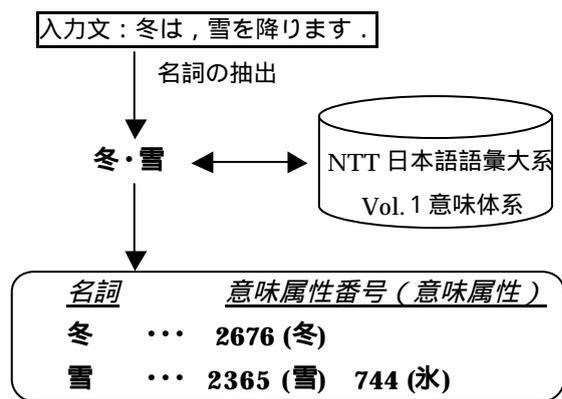 入力文：冬は，雪を降ります．
名詞の抽出
冬・雪
NTT 日本語語彙大系
Vol. 1 意味体系
名詞 意味属性番号（意味属性）
冬 … 2676 (冬)
雪 … 2365 (雪) 744 (氷)